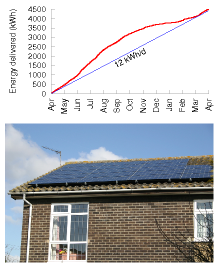 Energy delivered (kWh)
4500
4000
3500
3000
2500
2000
1500
1000
500
0
12 kWh/d
Apr
May
Jun
Jul
Aug
Sep
Oct
Nov
Dec
Jan
Feb
Mar
Apr